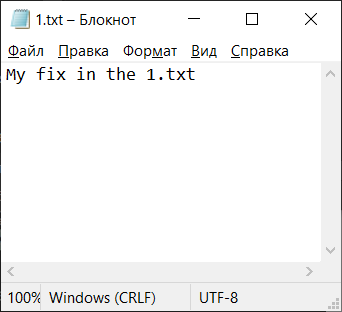 1.txt – Блокнот
Файл Правка Формат Вид Справка
My fix in the 1.txt
100% Windows (CRLF) UTF-8